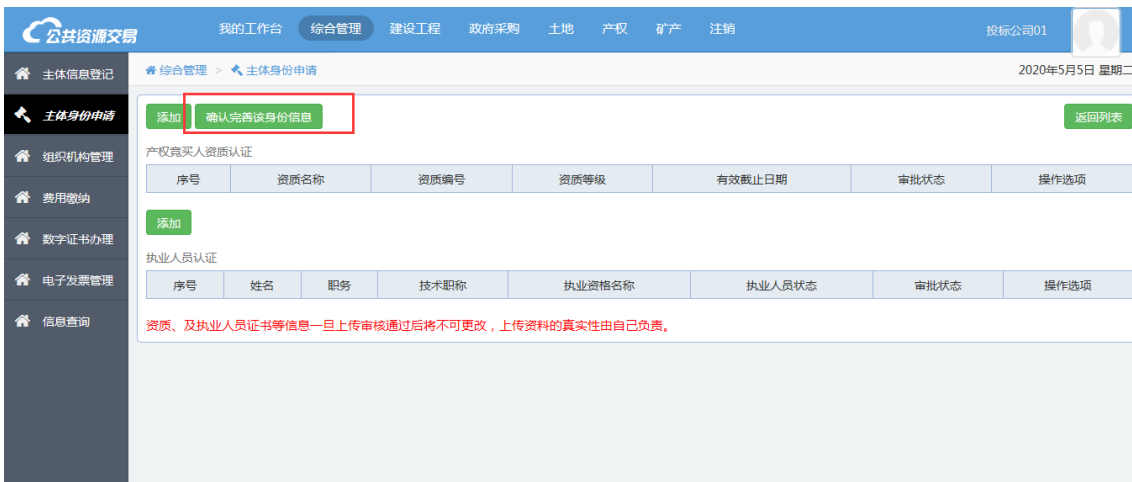 公共资源交易 我的工作台 综合管理 建设工程 政府采购 土地 产权 矿产 注销 投标公司01
主体信息登记
主体身份申请
组织机构管理
费用缴纳
数字证书办理
电子发票管理
信息查询
综合管理 > 主体身份申请 2020年5月5日 星期二
添加 确认完善该身份信息 返回列表
产权竟买人资质认证
序号 资质名称 资质编号 资质等级 有效截止日期 审批状态 操作选项
添加
执业人员认证
序号 姓名 职务 技术职称 执业资格名称 执业人员状态 审批状态 操作选项
资质、及执业人员证书等信息一旦上传审核通过后将不可更改，上传资料的真实性由自己负责。